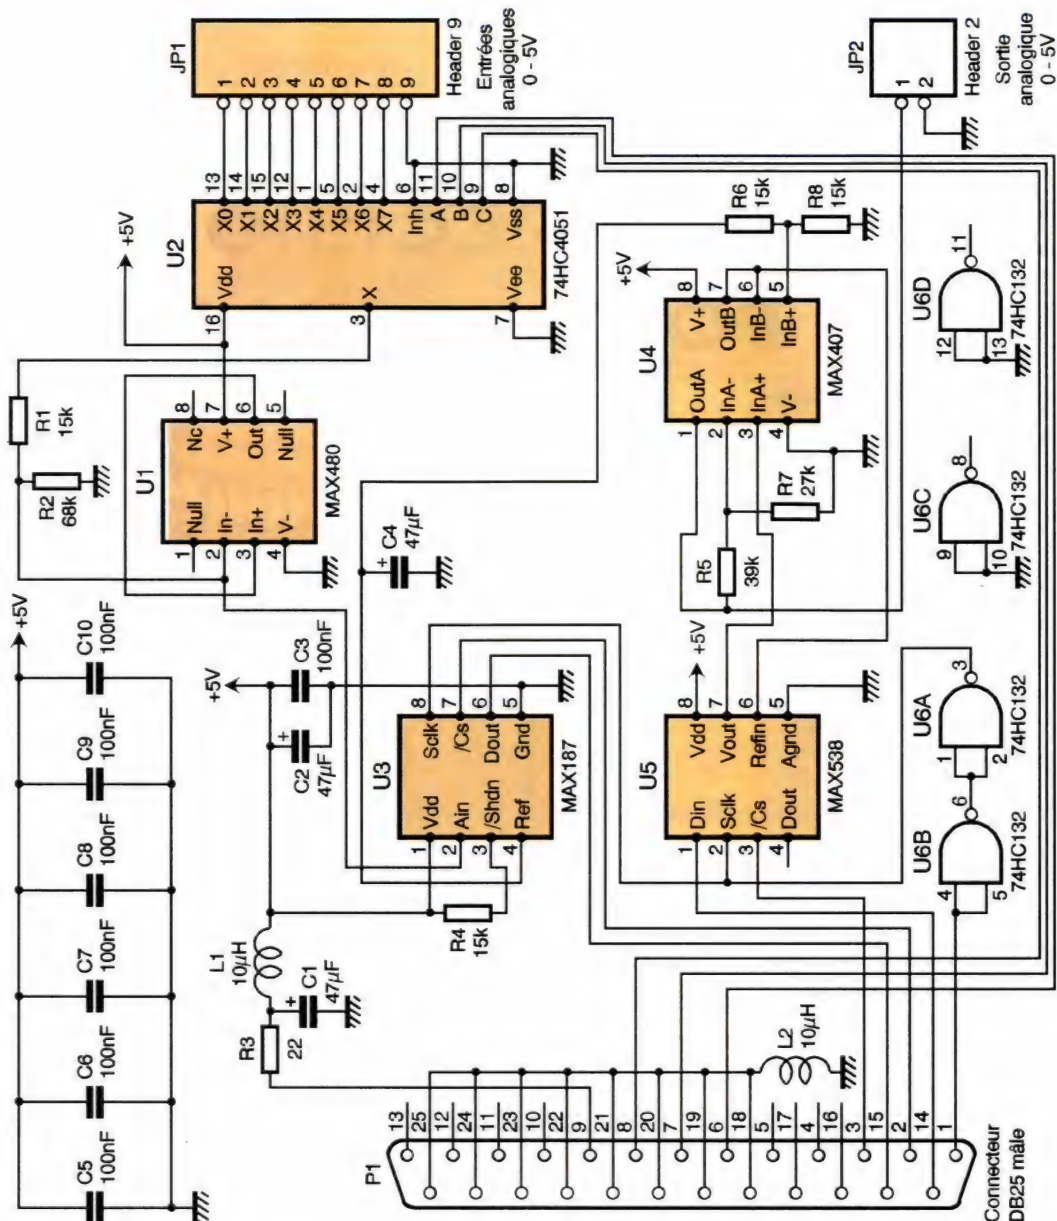 +5V
C5
100nF
C6
100nF
C7
100nF
C8
100nF
C9
100nF
C10
100nF
R1
15k
R2
68k
U1
Null
In-
In+
V-
Nc
V+
Out
Null
1
2
3
4
8
7
6
5
MAX480
+5V
U2
Vdd
X
Vee
16
3
7
X0
X1
X2
X3
X4
X5
X6
X7
Inh
A
B
C
Vss
13
14
15
12
1
5
2
4
6
11
10
9
8
74HC4051
JP1
1
2
3
4
5
6
7
8
9
Header 9
Entrées
analogiques
0 - 5V
L1
10µH
R3
22
C1
47µF
+
+5V
C2
47µF
+
C3
100nF
C4
47µF
+
U3
Vdd
Ain
/Shdn
Ref
Sclk
/Cs
Dout
Gnd
1
2
3
4
8
7
6
5
MAX187
R4
15k
U4
OutA
InA-
InA+
V-
V+
OutB
InB-
InB+
1
2
3
4
8
7
6
5
MAX407
+5V
R5
39k
R7
27k
R6
15k
R8
15k
U5
Din
Sclk
/Cs
Dout
Vdd
Vout
Refin
Agnd
1
2
3
4
8
7
6
5
MAX538
+5V
JP2
1
2
Header 2
Sortie
analogique
0 - 5V
U6B
4
5
6
74HC132
U6A
1
2
3
74HC132
U6C
9
10
8
74HC132
U6D
12
13
11
74HC132
P1
13
25
12
24
11
23
10
22
9
21
8
20
7
19
6
18
5
17
4
16
3
15
2
14
1
L2
10µH
Connecteur
DB25 mâle